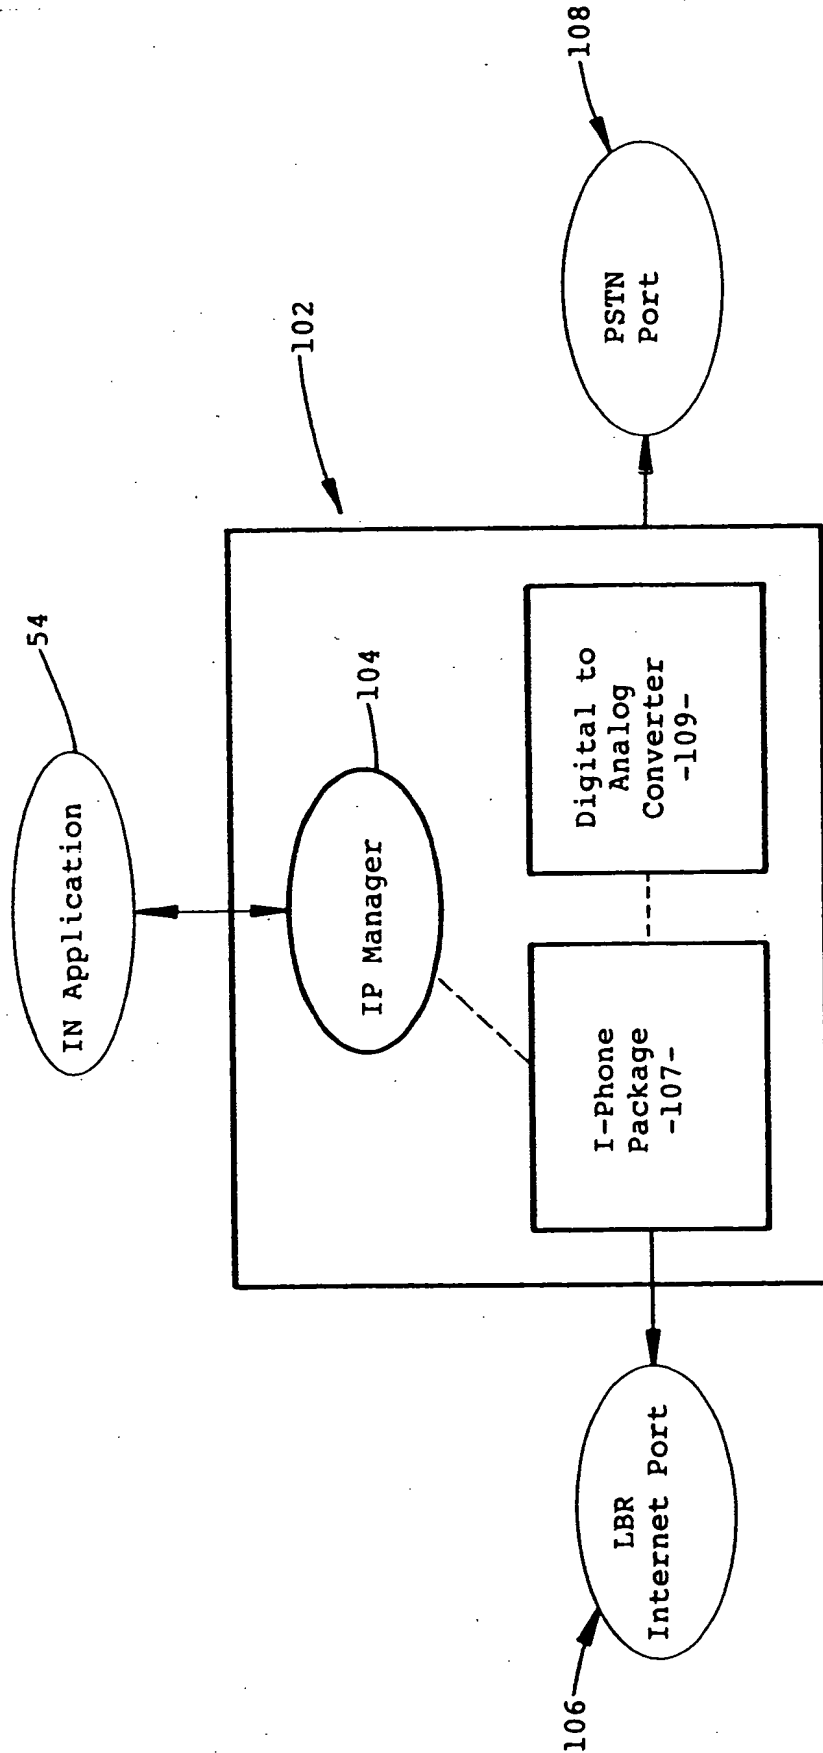 54
IN Application
102
104
IP Manager
108
PSTN
Port
Digital to
Analog
Converter
-109-
I-Phone
Package
-107-
106
LBR
Internet Port